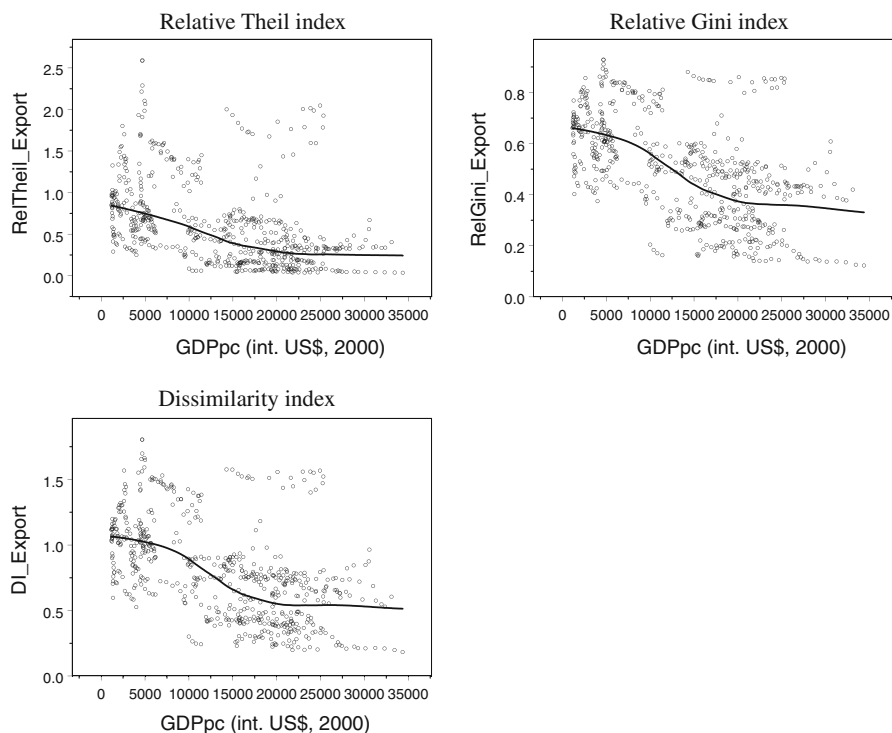 Relative Theil index
RelTheil_Export
2.5
2.0
1.5
1.0
0.5
0.0
0 5000 10000 15000 20000 25000 30000 35000
GDPpc (int. US$, 2000)
Relative Gini index
RelGini_Export
0.8
0.6
0.4
0.2
0.0
0 5000 10000 15000 20000 25000 30000 35000
GDPpc (int. US$, 2000)
Dissimilarity index
DI_Export
1.5
1.0
0.5
0.0
0 5000 10000 15000 20000 25000 30000 35000
GDPpc (int. US$, 2000)